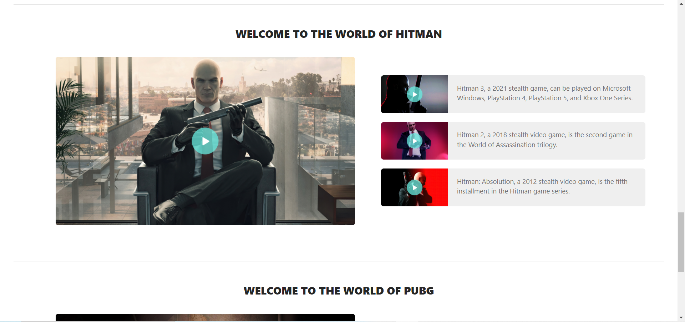 WELCOME TO THE WORLD OF HITMAN
Hitman 3, a 2021 stealth game, can be played on Microsoft
Windows, PlayStation 4, PlayStation 5, and Xbox One Series.
Hitman 2, a 2018 stealth video game, is the second game in
the World of Assassination trilogy.
Hitman: Absolution, a 2012 stealth video game, is the fifth
installment in the Hitman game series.
WELCOME TO THE WORLD OF PUBG